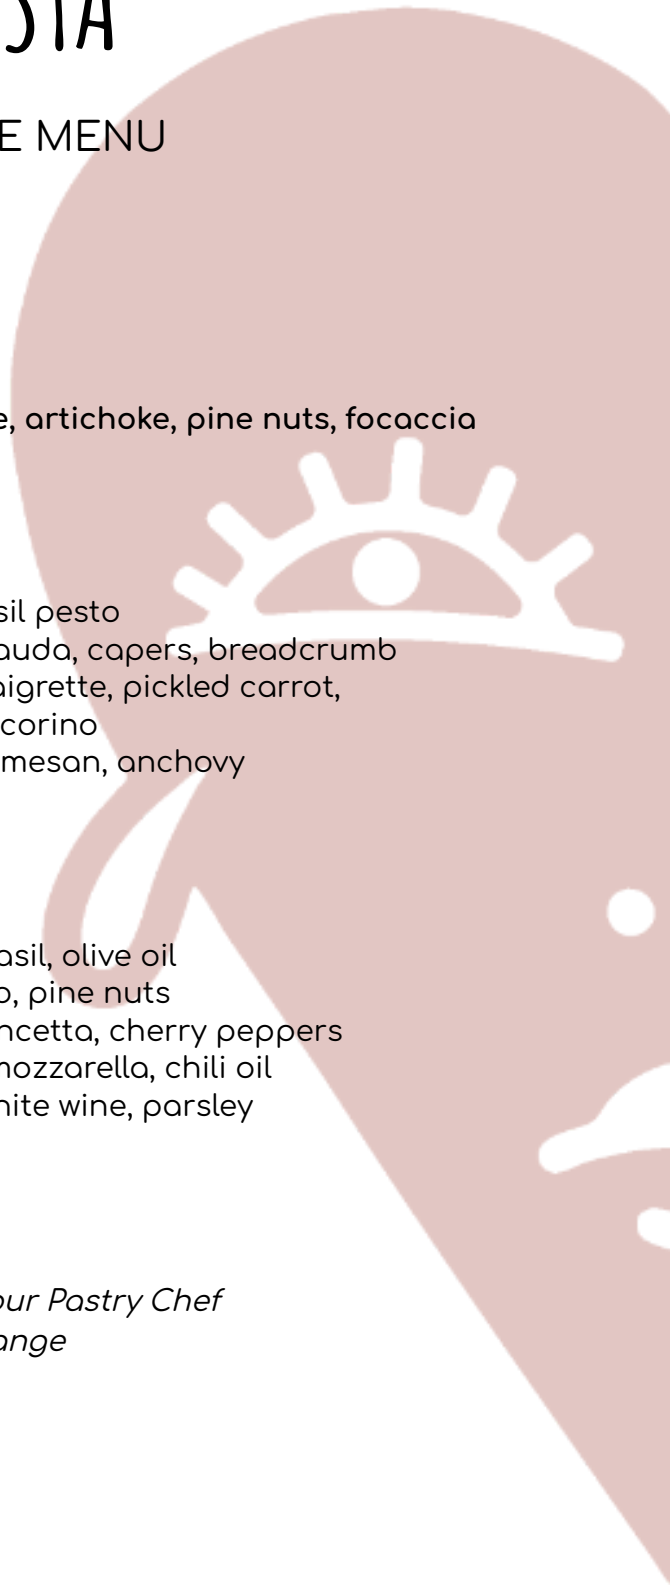 STA
E MENU
e, artichoke, pine nuts, focaccia
sil pesto
auda, capers, breadcrumb
aigrette, pickled carrot,
corino
mesan, anchovy
asil, olive oil
o, pine nuts
ncetta, cherry peppers
mozzarella, chili oil
hite wine, parsley
our Pastry Chef
ange